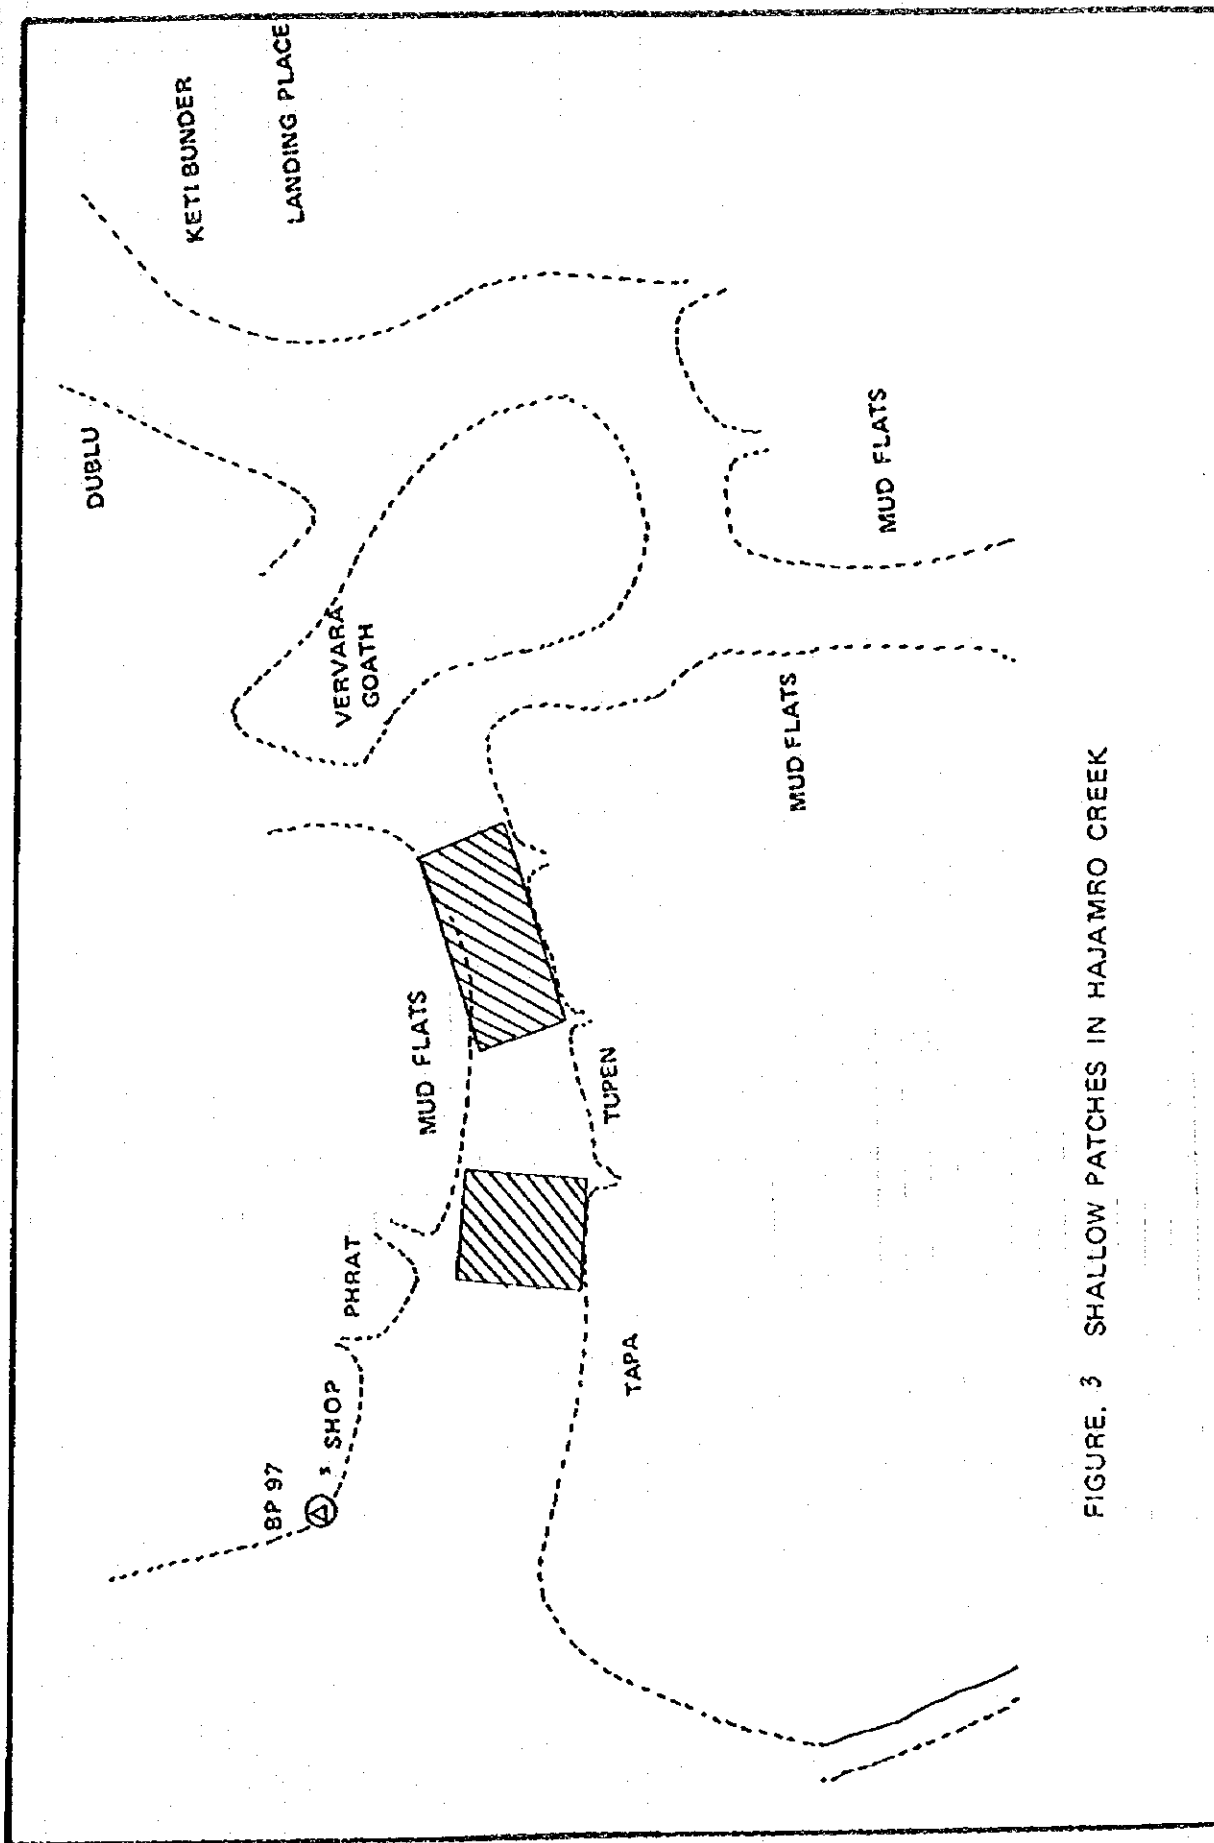 KETI BUNDER
LANDING PLACE
DUBLU
VERVARA
GOATH
MUD FLATS
MUD FLATS
MUD FLATS
TUPEN
PHRAT
SHOP
BP 97
TAPA
FIGURE. 3 SHALLOW PATCHES IN HAJAMRO CREEK